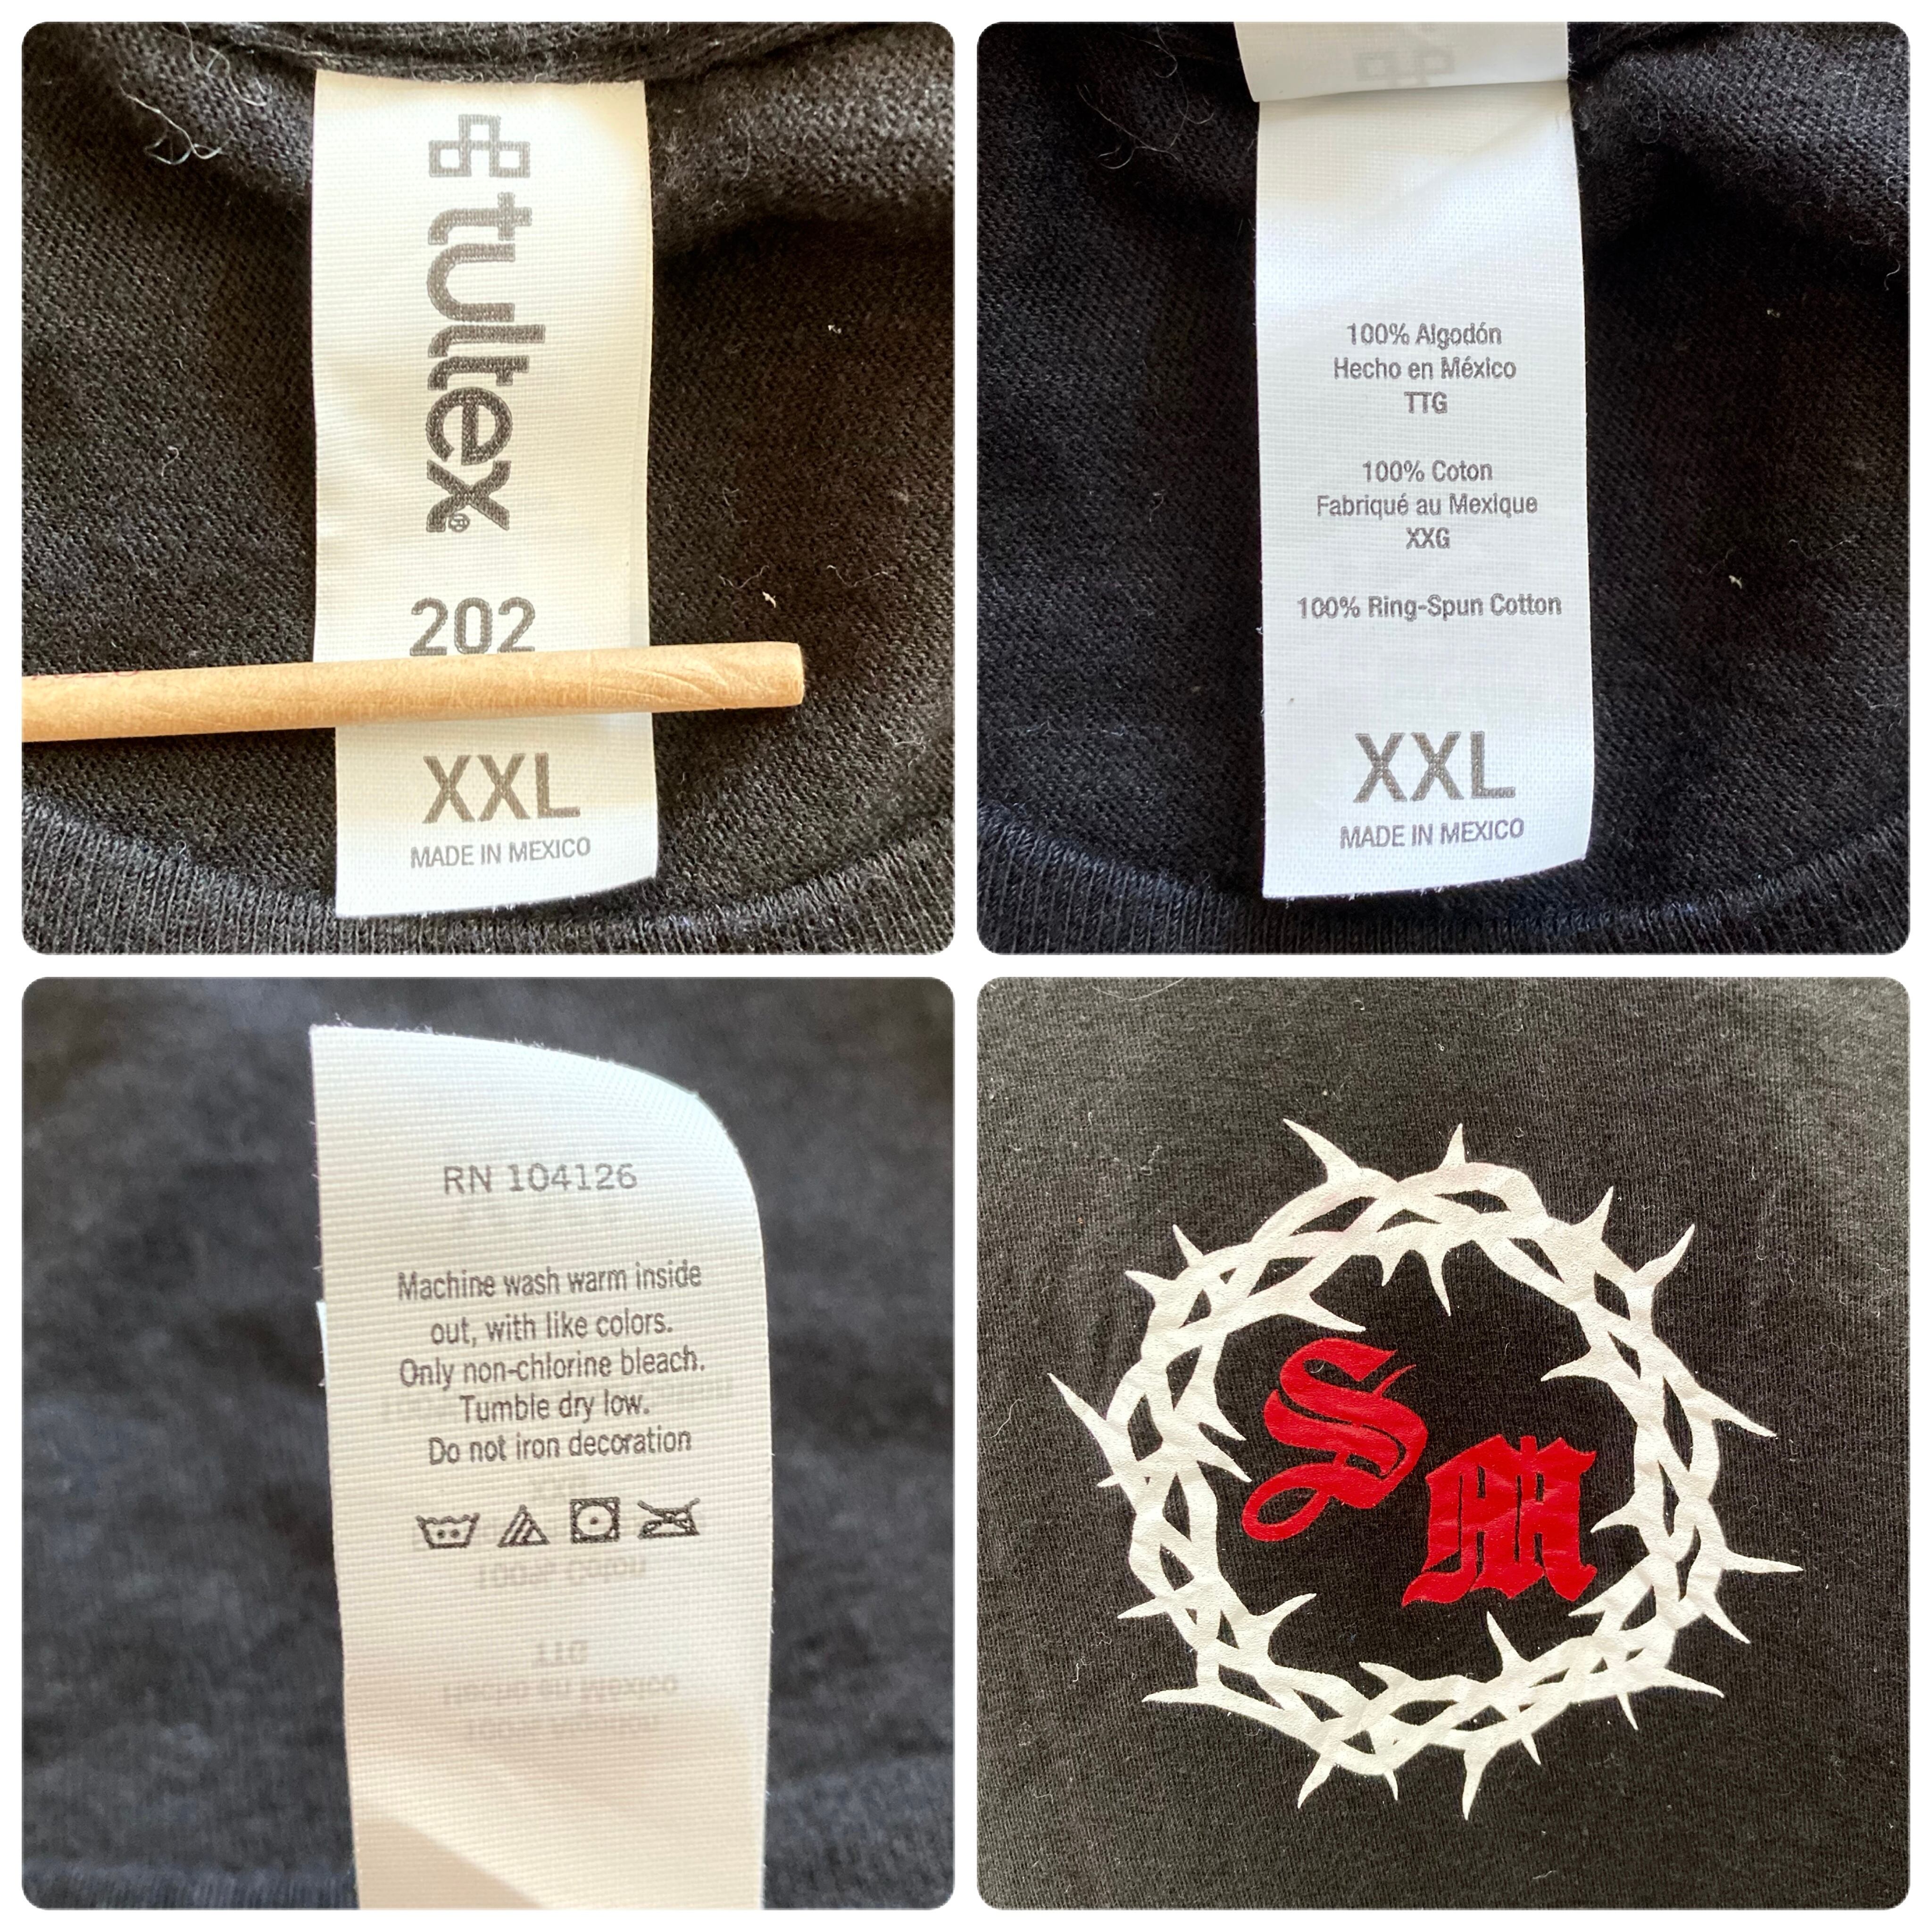 tultex®
202
XXL
MADE IN MEXICO
100% Algodón
Hecho en México
TTG
100% Coton
Fabriqué au Mexique
XXG
100% Ring-Spun Cotton
XXL
MADE IN MEXICO
RN 104126
Machine wash warm inside
out, with like colors.
Only non-chlorine bleach.
Tumble dry low.
Do not iron decoration
S
M